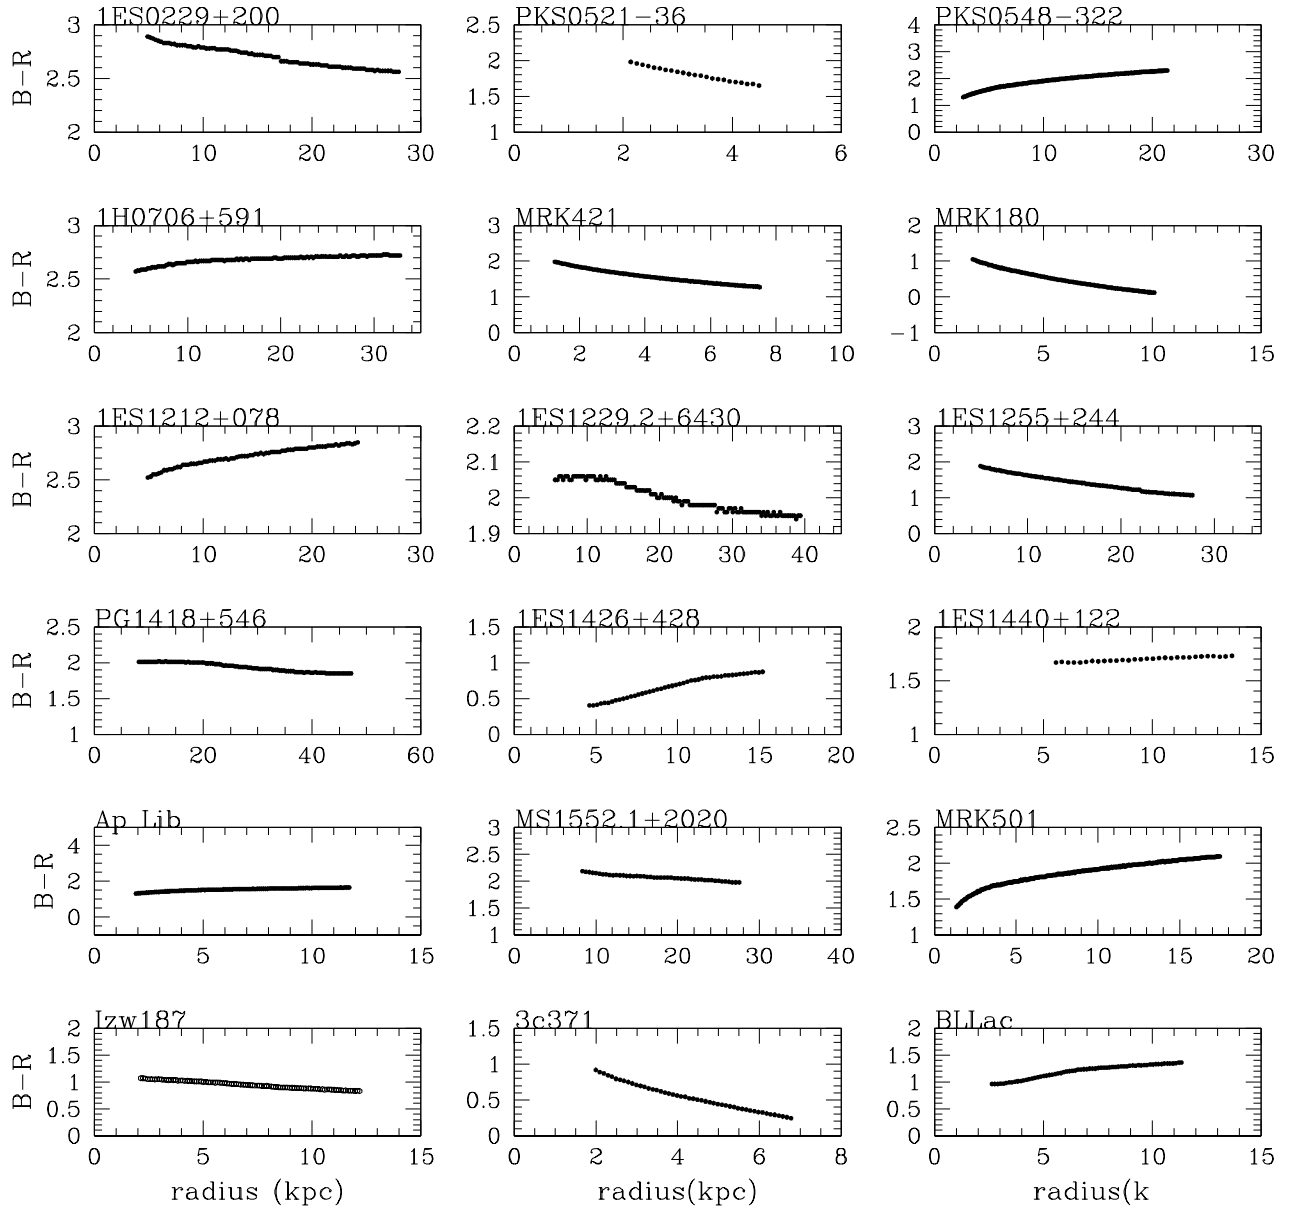 1ES0229+200 PKS0521-36 PKS0548-322
B-R
3 2.5 2
2.5 2 1.5 1
4 3 2 1 0
0 10 20 30 0 2 4 6 0 10 20 30
1H0706+591 MRK421 MRK180
B-R
3 2.5 2
3 2 1 0
2 1 0 -1
0 10 20 30 0 2 4 6 8 10 0 5 10 15
1ES1212+078 1ES1229.2+6430 1ES1255+244
B-R
3 2.5 2
2.2 2.1 2 1.9
3 2 1 0
0 10 20 30 0 10 20 30 40 0 10 20 30
PG1418+546 1ES1426+428 1ES1440+122
B-R
2.5 2 1.5 1
1.5 1 0.5 0
2 1.5 1
0 20 40 60 0 5 10 15 20 0 5 10 15
Ap Lib MS1552.1+2020 MRK501
B-R
4 2 0
3 2.5 2 1.5 1
2.5 2 1.5 1
0 5 10 15 0 10 20 30 40 0 5 10 15 20
Izw187 3c371 BLLac
B-R
2 1.5 1 0.5 0
1.5 1 0.5 0
2 1.5 1 0.5 0
0 5 10 15 0 2 4 6 8 0 5 10 15
radius (kpc) radius(kpc) radius(k